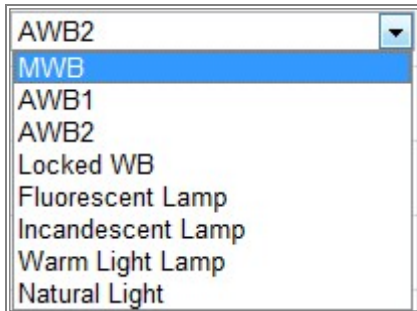 AWB2
MWB
AWB1
AWB2
Locked WB
Fluorescent Lamp
Incandescent Lamp
Warm Light Lamp
Natural Light